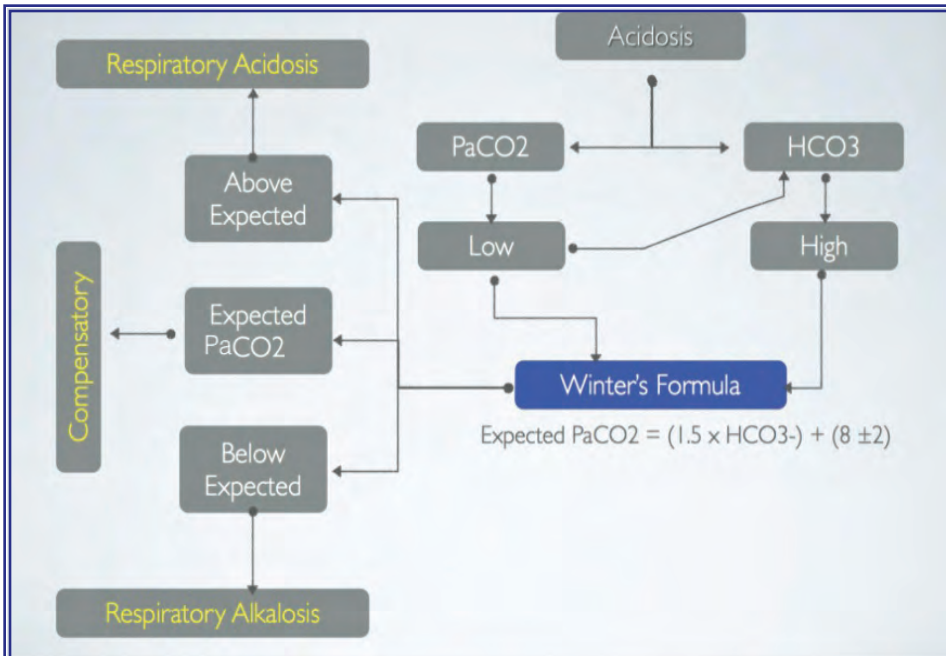 Acidosis
Respiratory Acidosis
PaCO2
HCO3
Above
Expected
Low
High
Expected
PaCO2
Compensatory
Winter's Formula
Expected PaCO2 = (1.5 x HCO3-) + (8 ±2)
Below
Expected
Respiratory Alkalosis